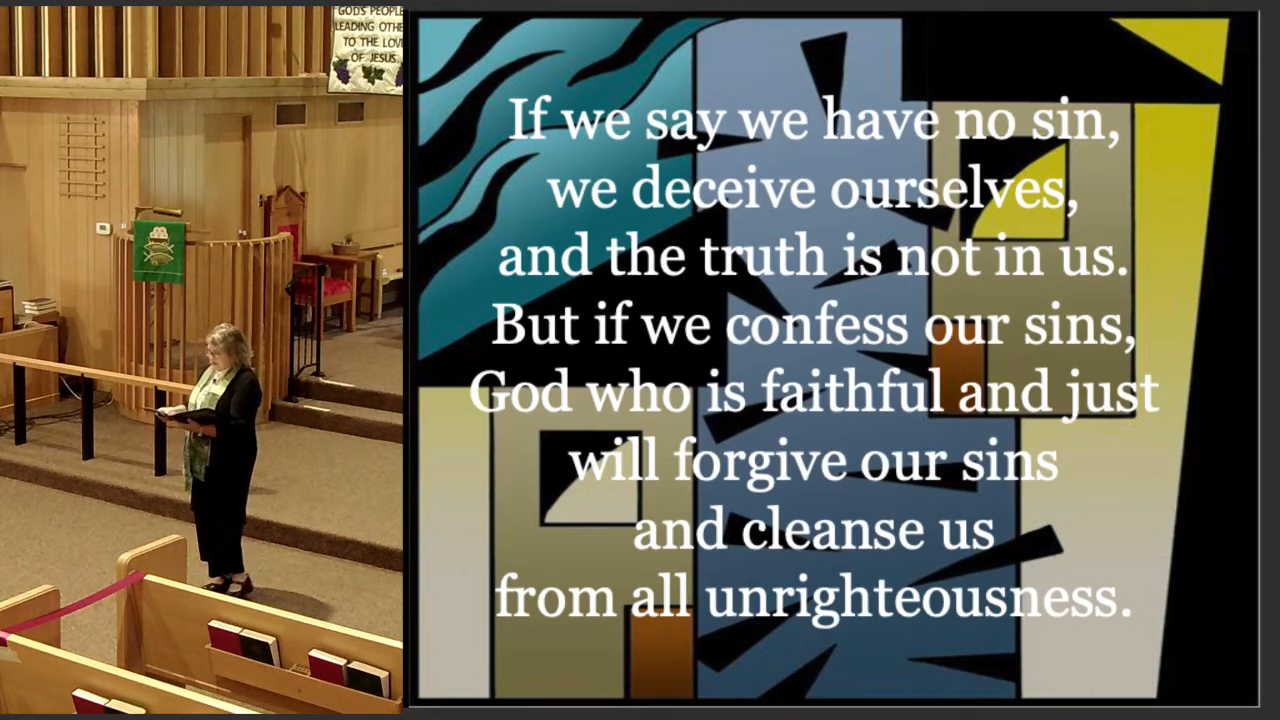 GOD'S PEOPLE
LEADING OTHE
TO THE LOVE
OF JESUS.
If we say we have no sin,
we deceive ourselves,
and the truth is not in us.
But if we confess our sins,
God who is faithful and just
will forgive our sins
and cleanse us
from all unrighteousness.